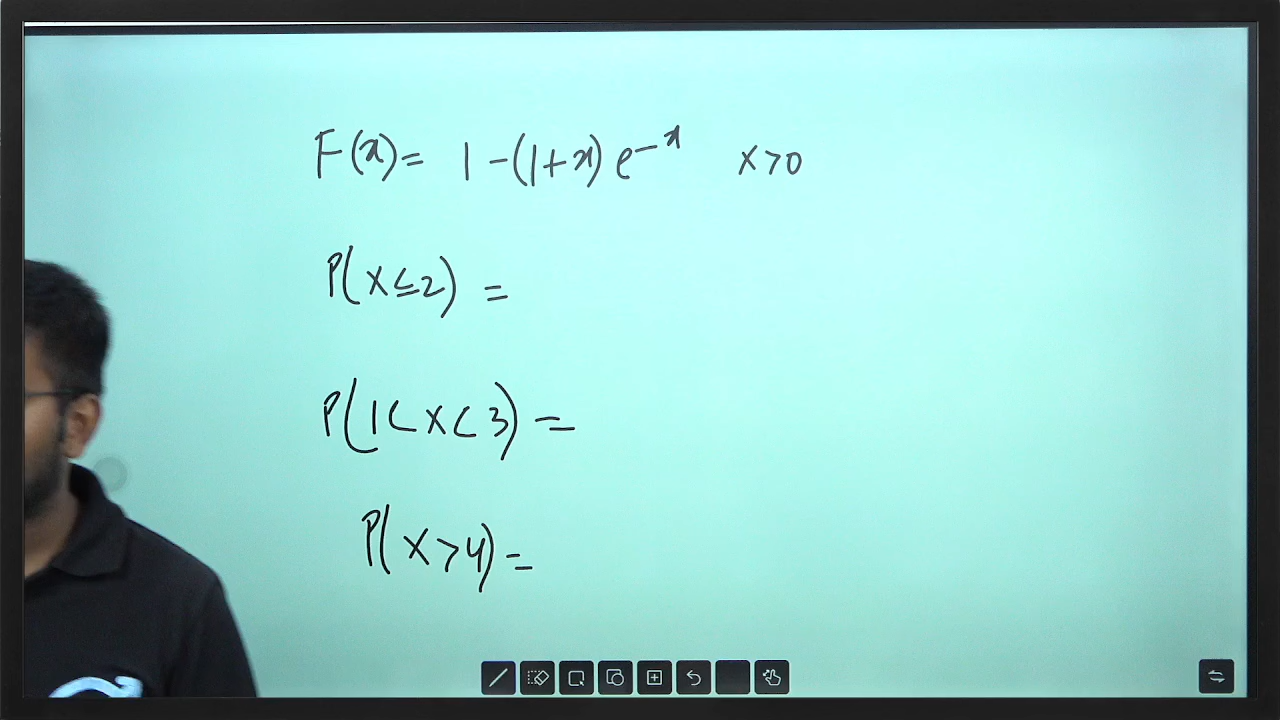 F(x) = 1 - (1+x) e^{-x} x>0
P(x≤2) =
P(1<x<3) =
P(x>4) =